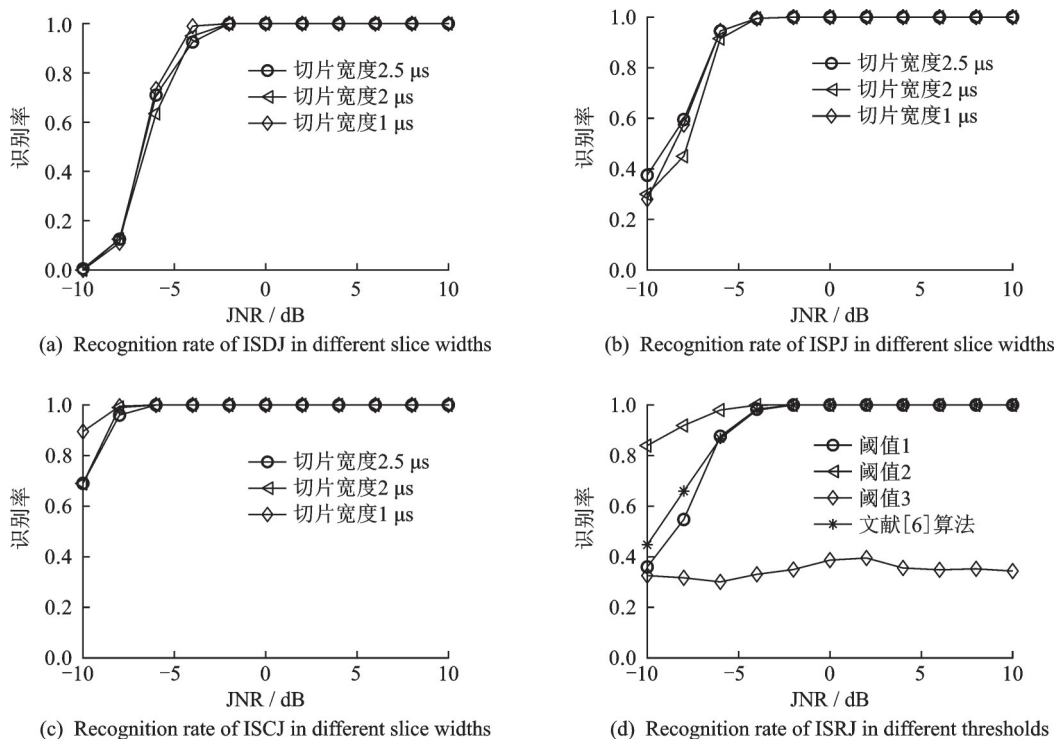 1.0
0.8
0.6
0.4
0.2
0.0
识别率
切片宽度2.5 μs
切片宽度2 μs
切片宽度1 μs
−10
−5
0
5
10
JNR / dB
(a) Recognition rate of ISDJ in different slice widths
1.0
0.8
0.6
0.4
0.2
0.0
识别率
切片宽度2.5 μs
切片宽度2 μs
切片宽度1 μs
−10
−5
0
5
10
JNR / dB
(b) Recognition rate of ISPJ in different slice widths
1.0
0.8
0.6
0.4
0.2
0.0
识别率
切片宽度2.5 μs
切片宽度2 μs
切片宽度1 μs
−10
−5
0
5
10
JNR / dB
(c) Recognition rate of ISCJ in different slice widths
1.0
0.8
0.6
0.4
0.2
0.0
识别率
阈值1
阈值2
阈值3
文献[6]算法
−10
−5
0
5
10
JNR / dB
(d) Recognition rate of ISRJ in different thresholds